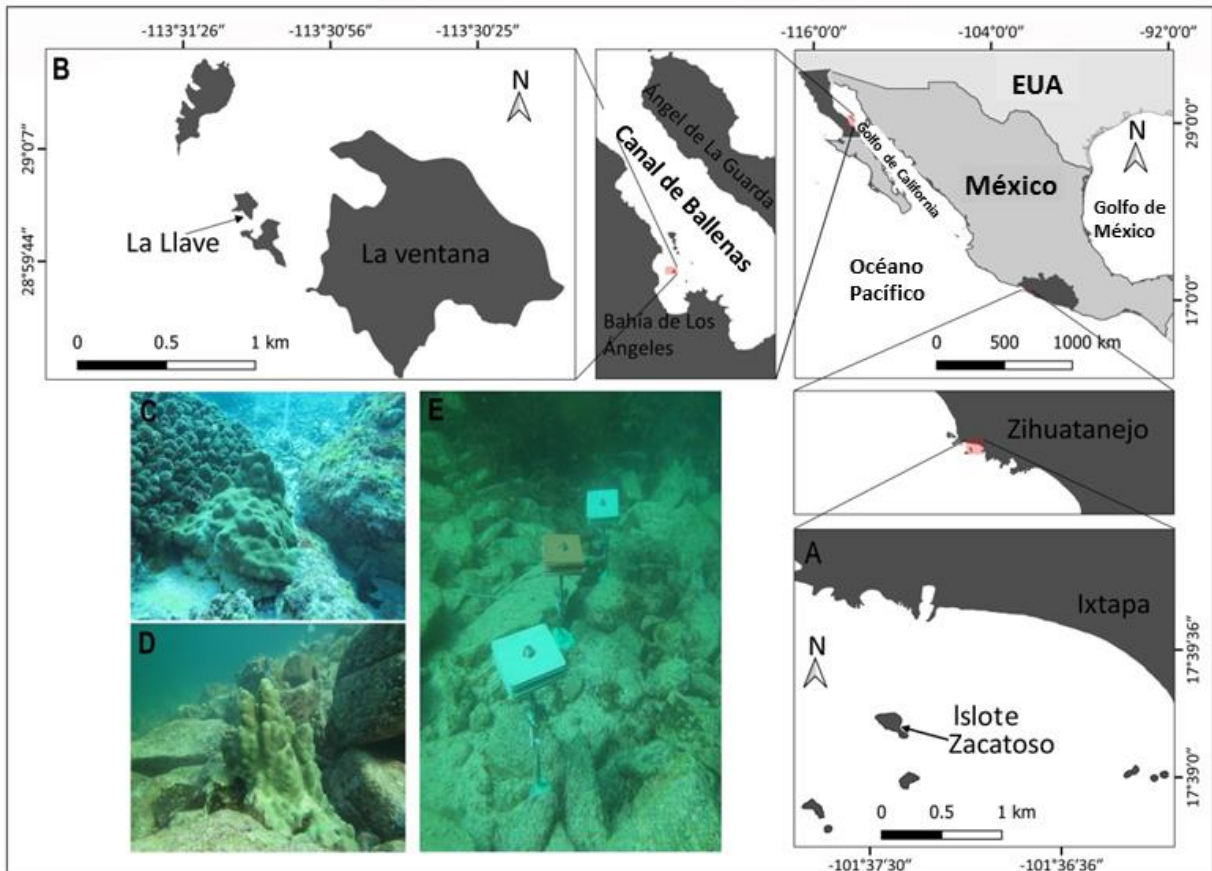 -113°31'26"
-113°30'56"
-113°30'25"
-116°0'0"
-104°0'0"
-92°0'0"
B
N
29°0'7"
28°59'44"
La Llave
La ventana
0
0.5
1 km
Ángel de La Guarda
Canal de Ballenas
Bahía de Los
Ángeles
EUA
N
29°0'0"
Golfo de California
México
Golfo de
México
Océano
Pacífico
17°0'0"
0
500
1000 km
Zihuatanejo
C
D
E
A
Ixtapa
N
17°39'36"
Islote
Zacatoso
17°39'0"
0
0.5
1 km
-101°37'30"
-101°36'36"